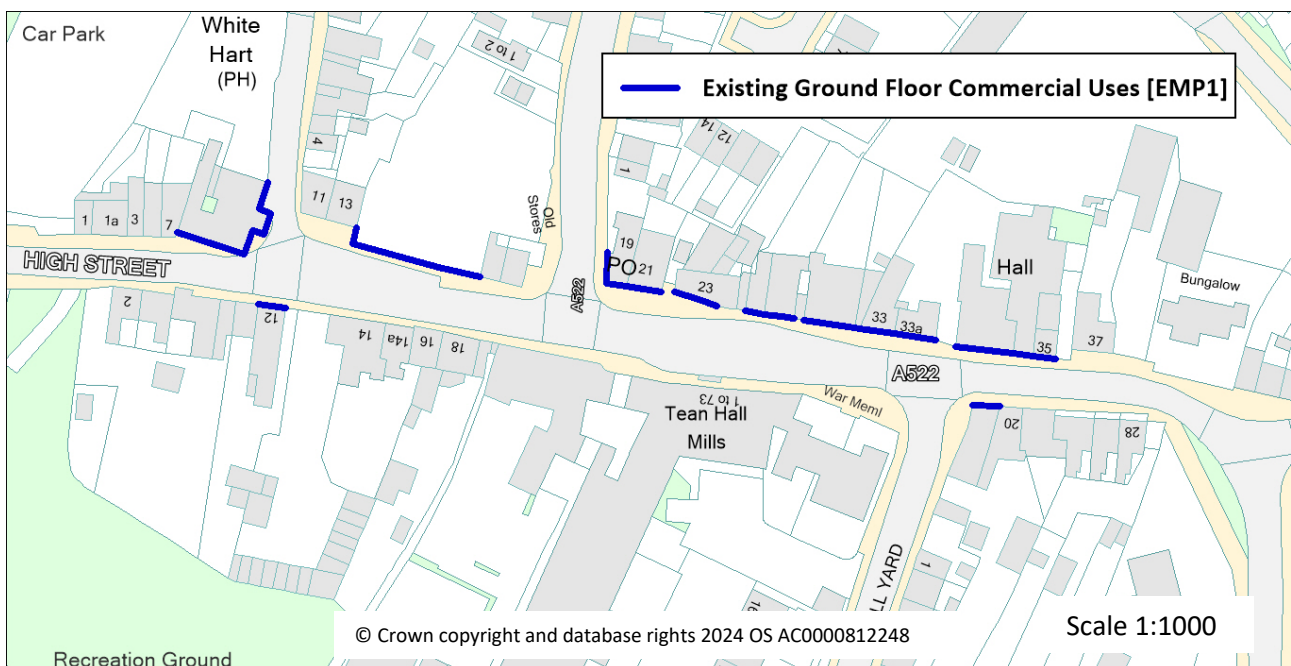 Car Park
White
Hart
(PH)
1 to 2
Existing Ground Floor Commercial Uses [EMP1]
4
14
12
1
11
13
Old
Stores
1
1a
3
7
19
PO
21
Hall
Bungalow
HIGH STREET
A522
23
33
33a
35
37
2
12
14
14a
16
18
A522
1 to 73
War Meml
Tean Hall
Mills
20
28
1
LL YARD
16
© Crown copyright and database rights 2024 OS AC0000812248
Scale 1:1000
Recreation Ground